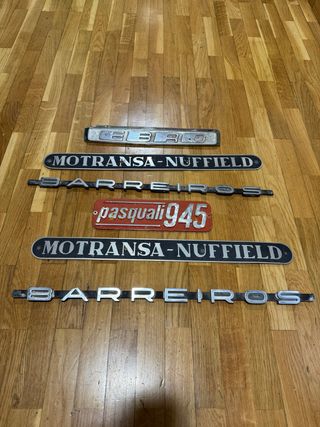 EBRO
MOTRANSA-NUFFIELD
BARREIROS
pasquali 945
MOTRANSA-NUFFIELD
BARREIROS